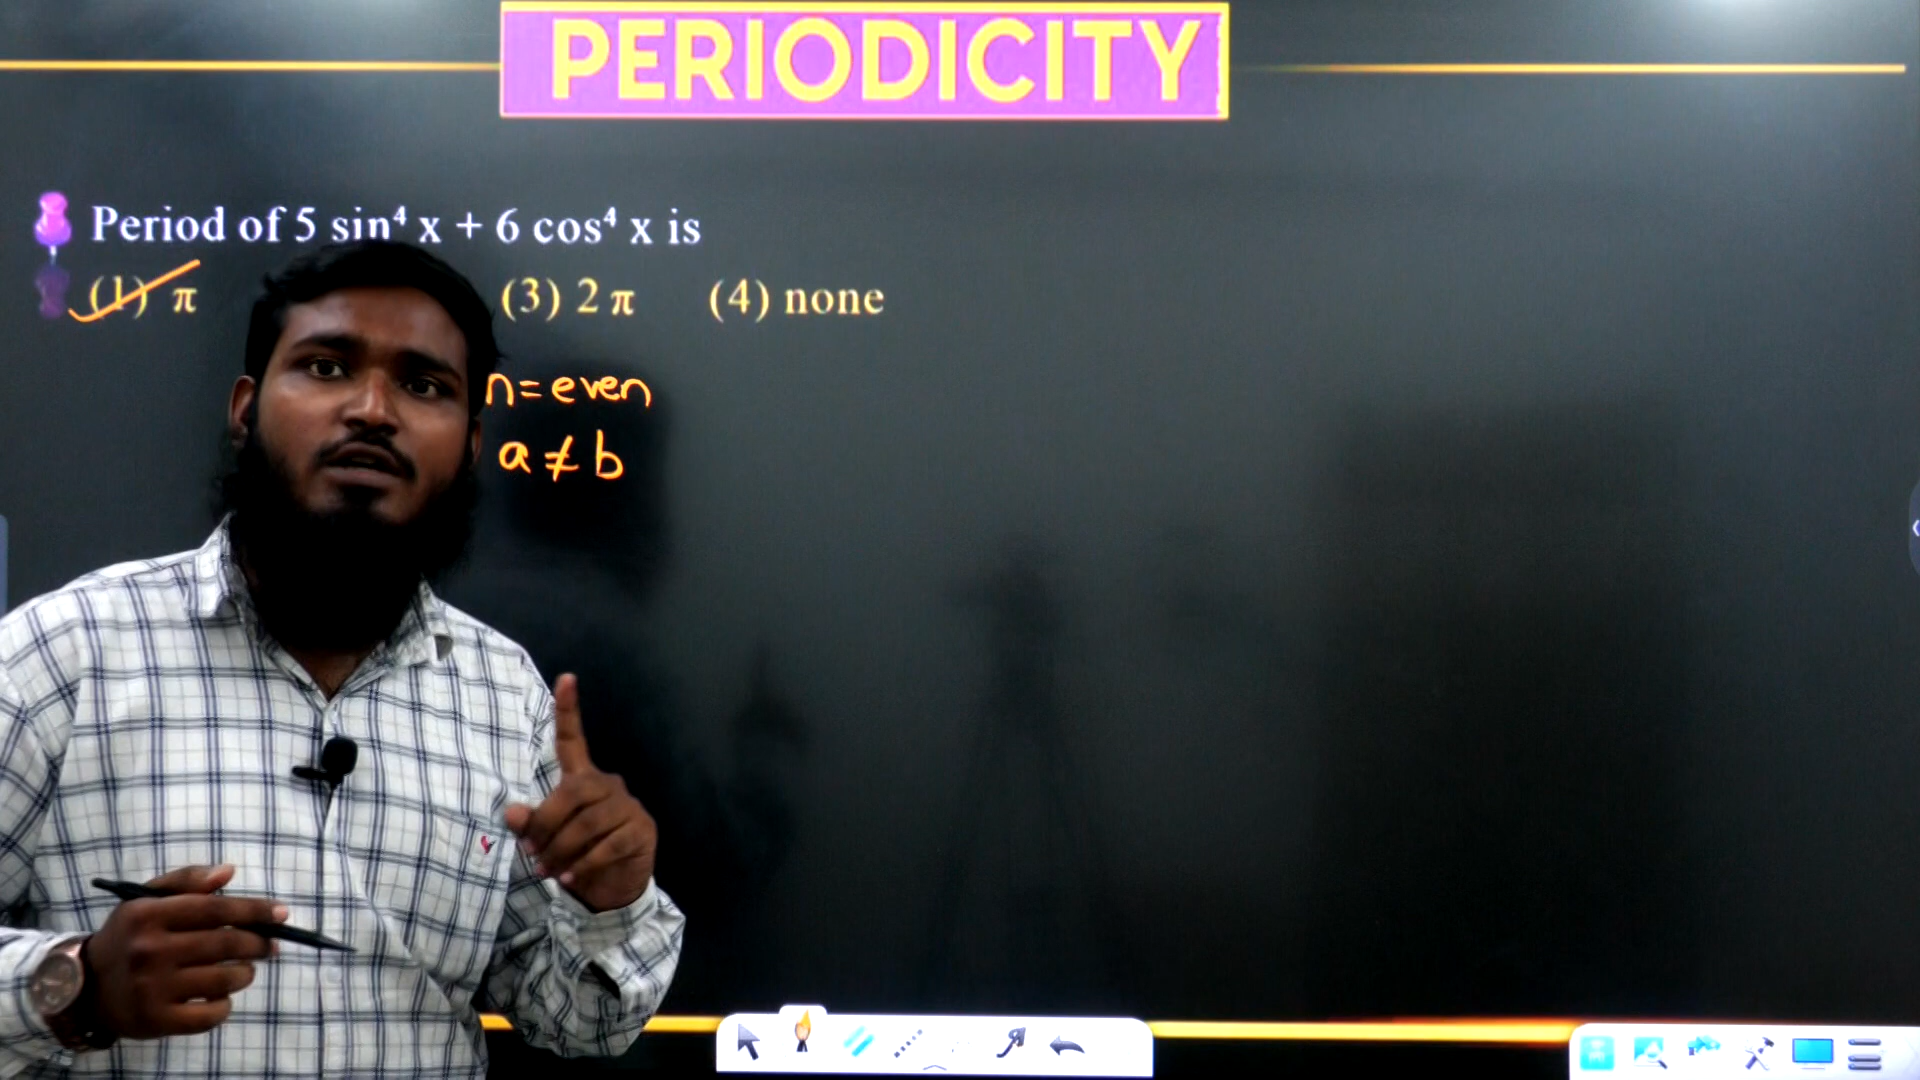 PERIODICITY
Period of 5 sin⁴ x + 6 cos⁴ x is
(1) π (3) 2 π (4) none
n = even
a ≠ b